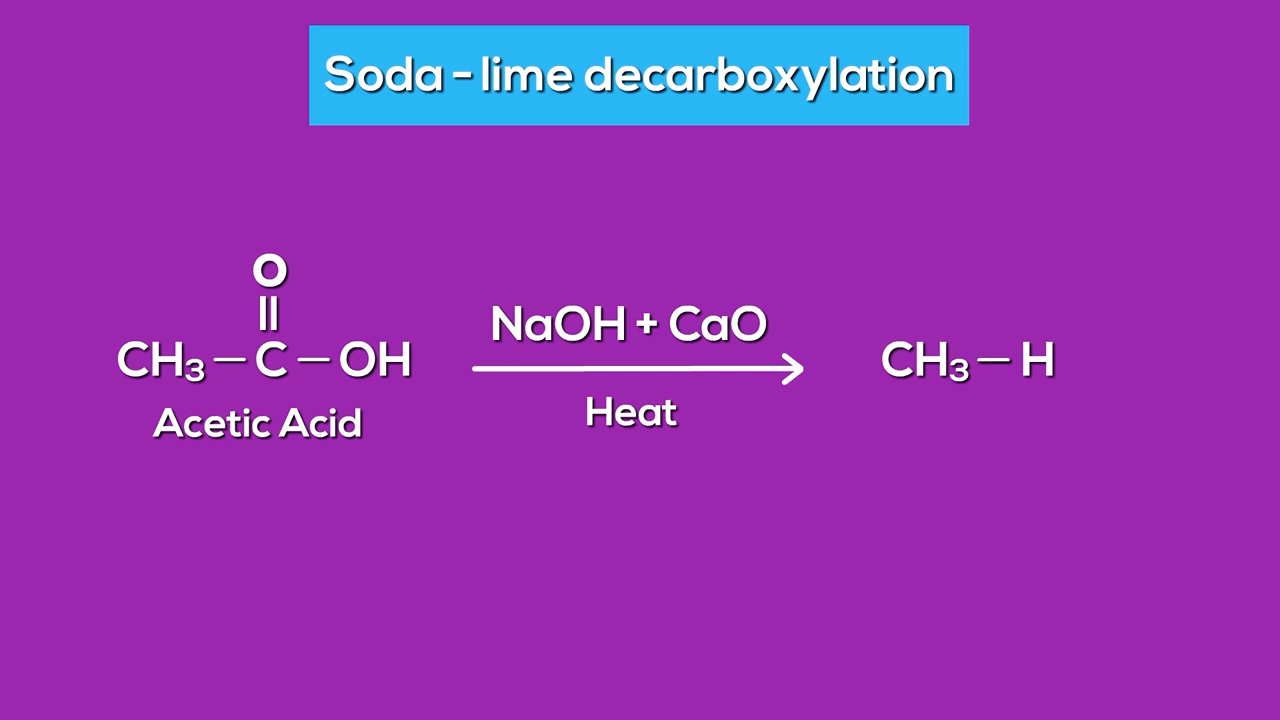 Soda - lime decarboxylation
O
||
CH₃ — C — OH
Acetic Acid
NaOH + CaO
Heat
CH₃ — H